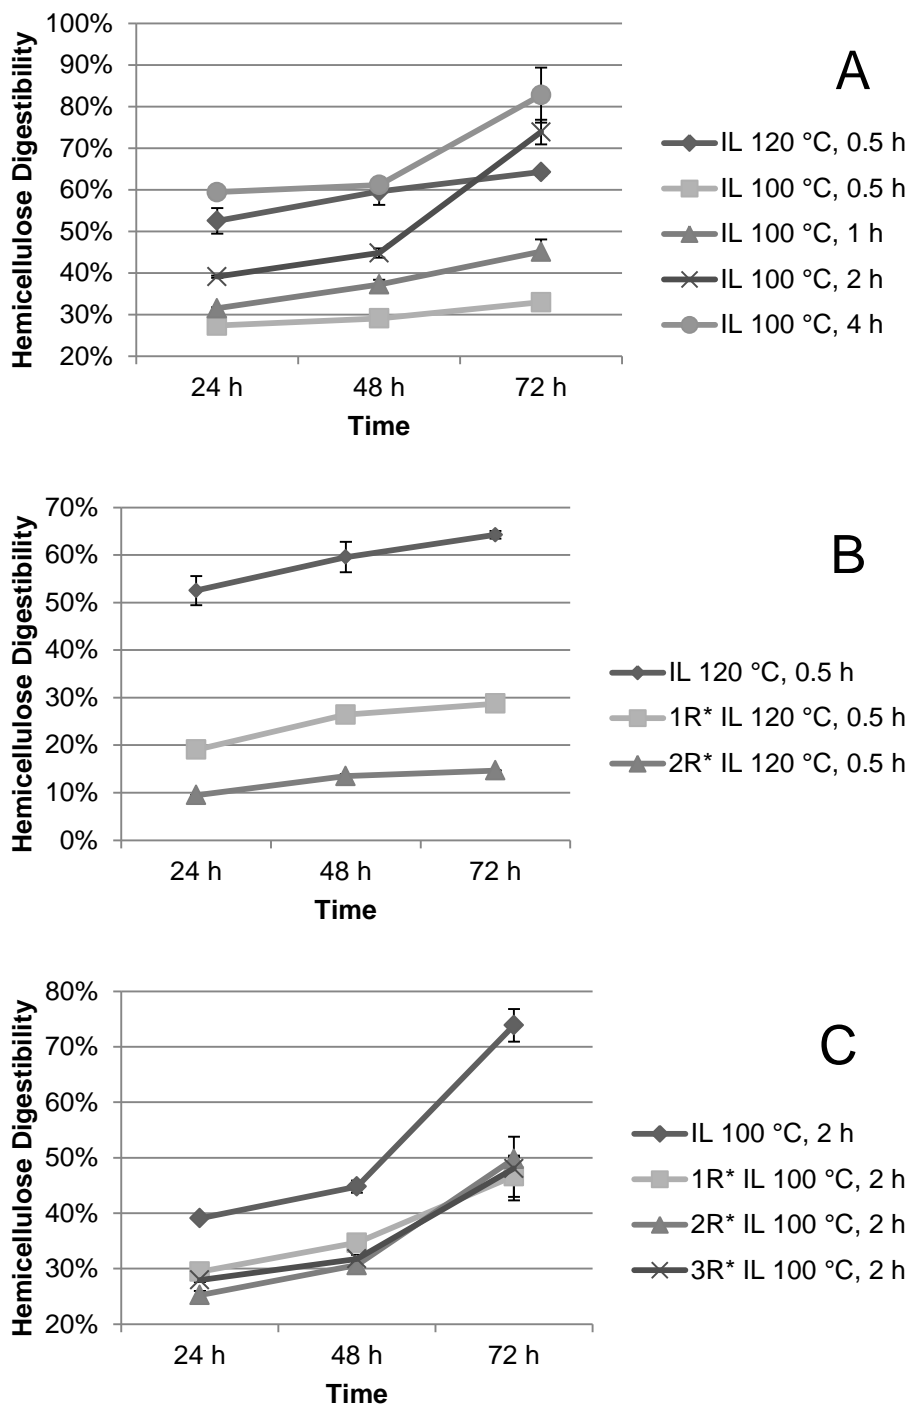 100%
90%
80%
70%
60%
50%
40%
30%
20%
Hemicellulose Digestibility
24 h 48 h 72 h
Time
A
IL 120 °C, 0.5 h
IL 100 °C, 0.5 h
IL 100 °C, 1 h
IL 100 °C, 2 h
IL 100 °C, 4 h
70%
60%
50%
40%
30%
20%
10%
0%
Hemicellulose Digestibility
24 h 48 h 72 h
Time
B
IL 120 °C, 0.5 h
1R* IL 120 °C, 0.5 h
2R* IL 120 °C, 0.5 h
80%
70%
60%
50%
40%
30%
20%
Hemicellulose Digestibility
24 h 48 h 72 h
Time
C
IL 100 °C, 2 h
1R* IL 100 °C, 2 h
2R* IL 100 °C, 2 h
3R* IL 100 °C, 2 h